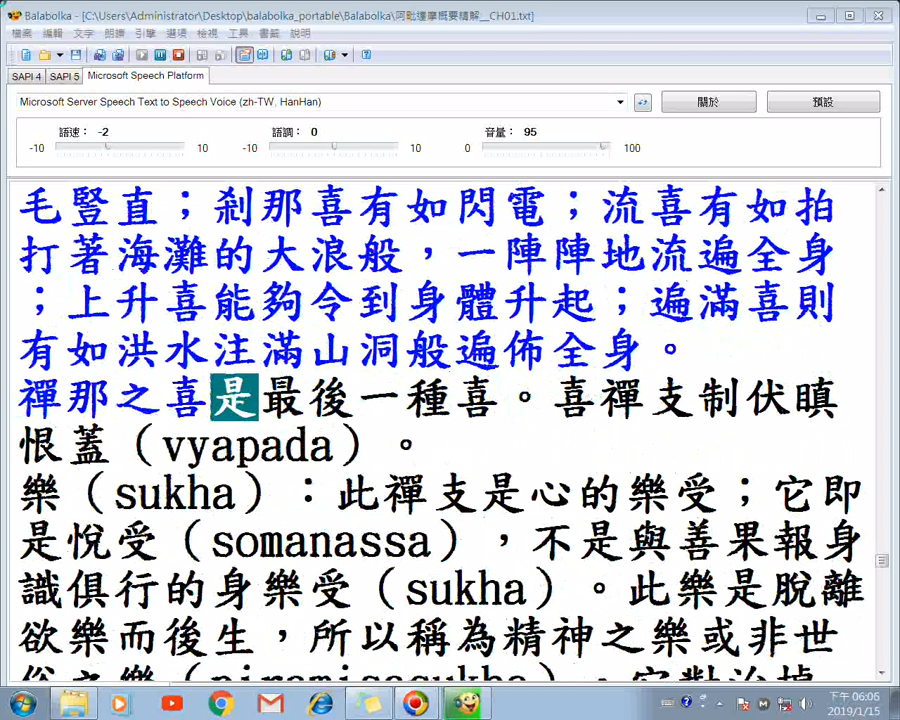 Balabolka - [C:\Users\Administrator\Desktop\balabolka_portable\Balabolka\阿毗達摩概要精解__CH01.txt]
檔案 編輯 文字 朗讀 引擎 選項 檢視 工具 書籤 說明
SAPI 4 SAPI 5 Microsoft Speech Platform
Microsoft Server Speech Text to Speech Voice (zh-TW, HanHan) 關於 預設
語速： -2 語調： 0 音量： 95
-10 10 -10 10 0 100
毛豎直；剎那喜有如閃電；流喜有如拍
打著海灘的大浪般，一陣陣地流遍全身
；上升喜能夠令到身體升起；遍滿喜則
有如洪水注滿山洞般遍佈全身。
禪那之喜是最後一種喜。喜禪支制伏瞋
恨蓋（vyapada）。
樂（sukha）：此禪支是心的樂受；它即
是悅受（somanassa），不是與善果報身
識俱行的身樂受（sukha）。此樂是脫離
欲樂而後生，所以稱為精神之樂或非世
俗之樂（niramisasukha）。它對治掉
下午 06:05
2019/1/15